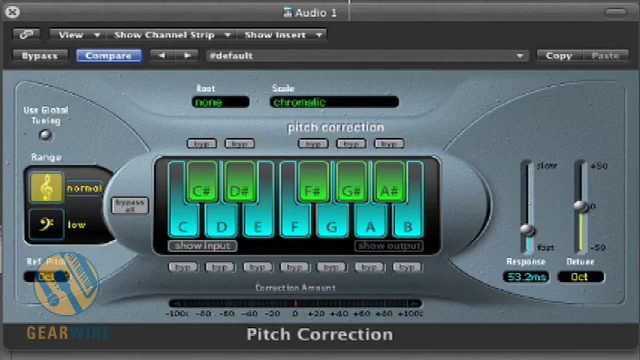 Audio 1
View Show Channel Strip Show Insert
Bypass Compare #default Copy Paste
Root Scale
none chromatic
Use Global
Tuning
pitch correction
byp byp byp byp byp
Range
normal
low
bypass
all
C# D# F# G# A#
C D E F G A B
show input show output
byp byp byp byp byp byp byp
slow +50
0
fast -50
Response Detune
53.2ms 0ct
Ref. Pitch
0ct
Correction Amount
-100c -80 -60 -40 -20 0 +20 +40 +60 +80 +100c
GEARWIRE
Pitch Correction